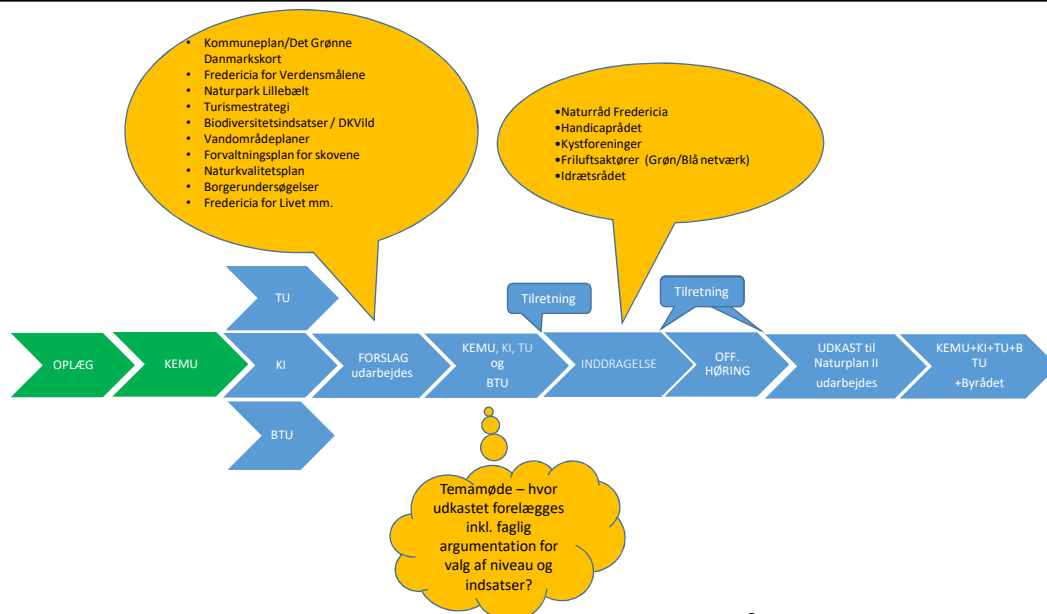 • Kommuneplan/Det Grønne
Danmarkskort
• Fredericia for Verdensmålene
• Naturpark Lillebælt
• Turismestrategi
• Biodiversitetsindsatser / DKVild
• Vandområdeplaner
• Forvaltningsplan for skovene
• Naturkvalitetsplan
• Borgerundersøgelser
• Fredericia for Livet mm.
•Naturråd Fredericia
•Handicaprådet
•Kystforeninger
•Friluftsaktører (Grøn/Blå netværk)
•Idrætsrådet
Tilretning
Tilretning
OPLÆG
KEMU
TU
KI
BTU
FORSLAG
udarbejdes
KEMU, KI, TU
og
BTU
INDDRAGELSE
OFF.
HØRING
UDKAST til
Naturplan II
udarbejdes
KEMU+KI+TU+B
TU
+Byrådet
Temamøde – hvor
udkastet forelægges
inkl. faglig
argumentation for
valg af niveau og
indsatser?